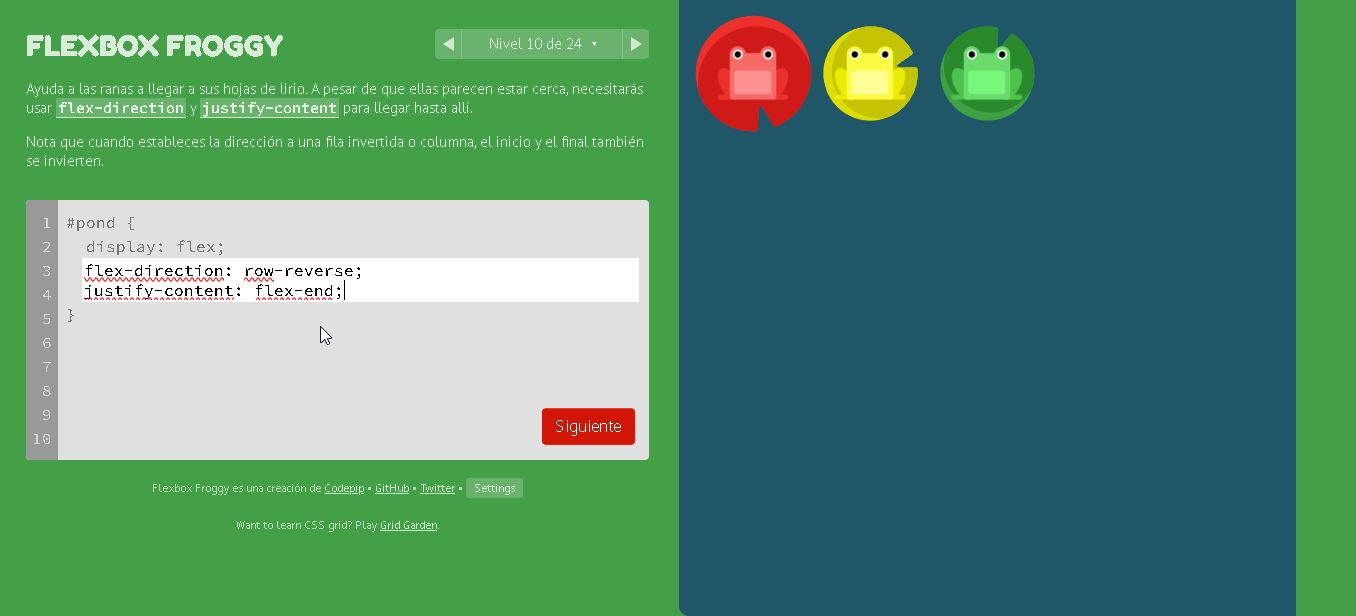 FLEXBOX FROGGY
Nivel 10 de 24
Ayuda a las ranas a llegar a sus hojas de lirio. A pesar de que ellas parecen estar cerca, necesitarás
usar flex-direction y justify-content para llegar hasta allí.
Nota que cuando estableces la dirección a una fila invertida o columna, el inicio y el final también
se invierten.
1 #pond {
2 display: flex;
3 flex-direction: row-reverse;
4 justify-content: flex-end;
5 }
6
7
8
9
10
Siguiente
Flexbox Froggy es una creación de Codepip • GitHub • Twitter • Settings
Want to learn CSS grid? Play Grid Garden.